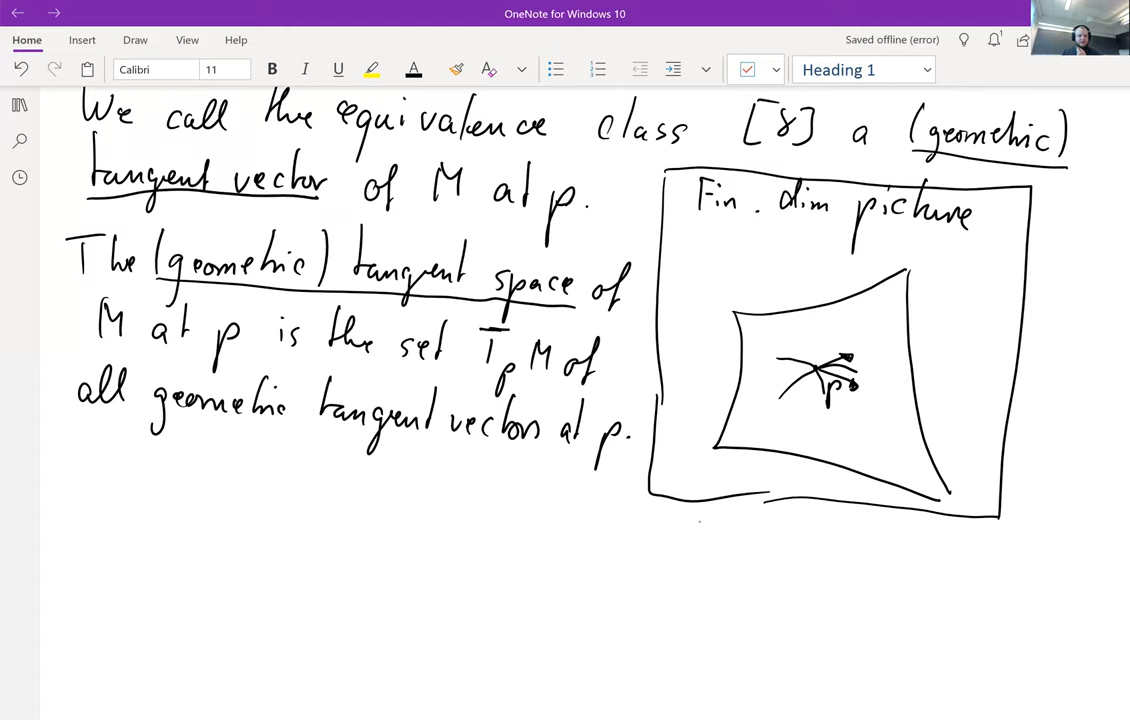 OneNote for Windows 10
Home Insert Draw View Help
Saved offline (error)
Calibri 11 B I U A Heading 1
We call the equivalence class [γ] a (geometric)
tangent vector of M at p.
Fin. dim picture
The (geometric) tangent space of
M at p is the set TₚM of
all geometric tangent vectors at p.
p